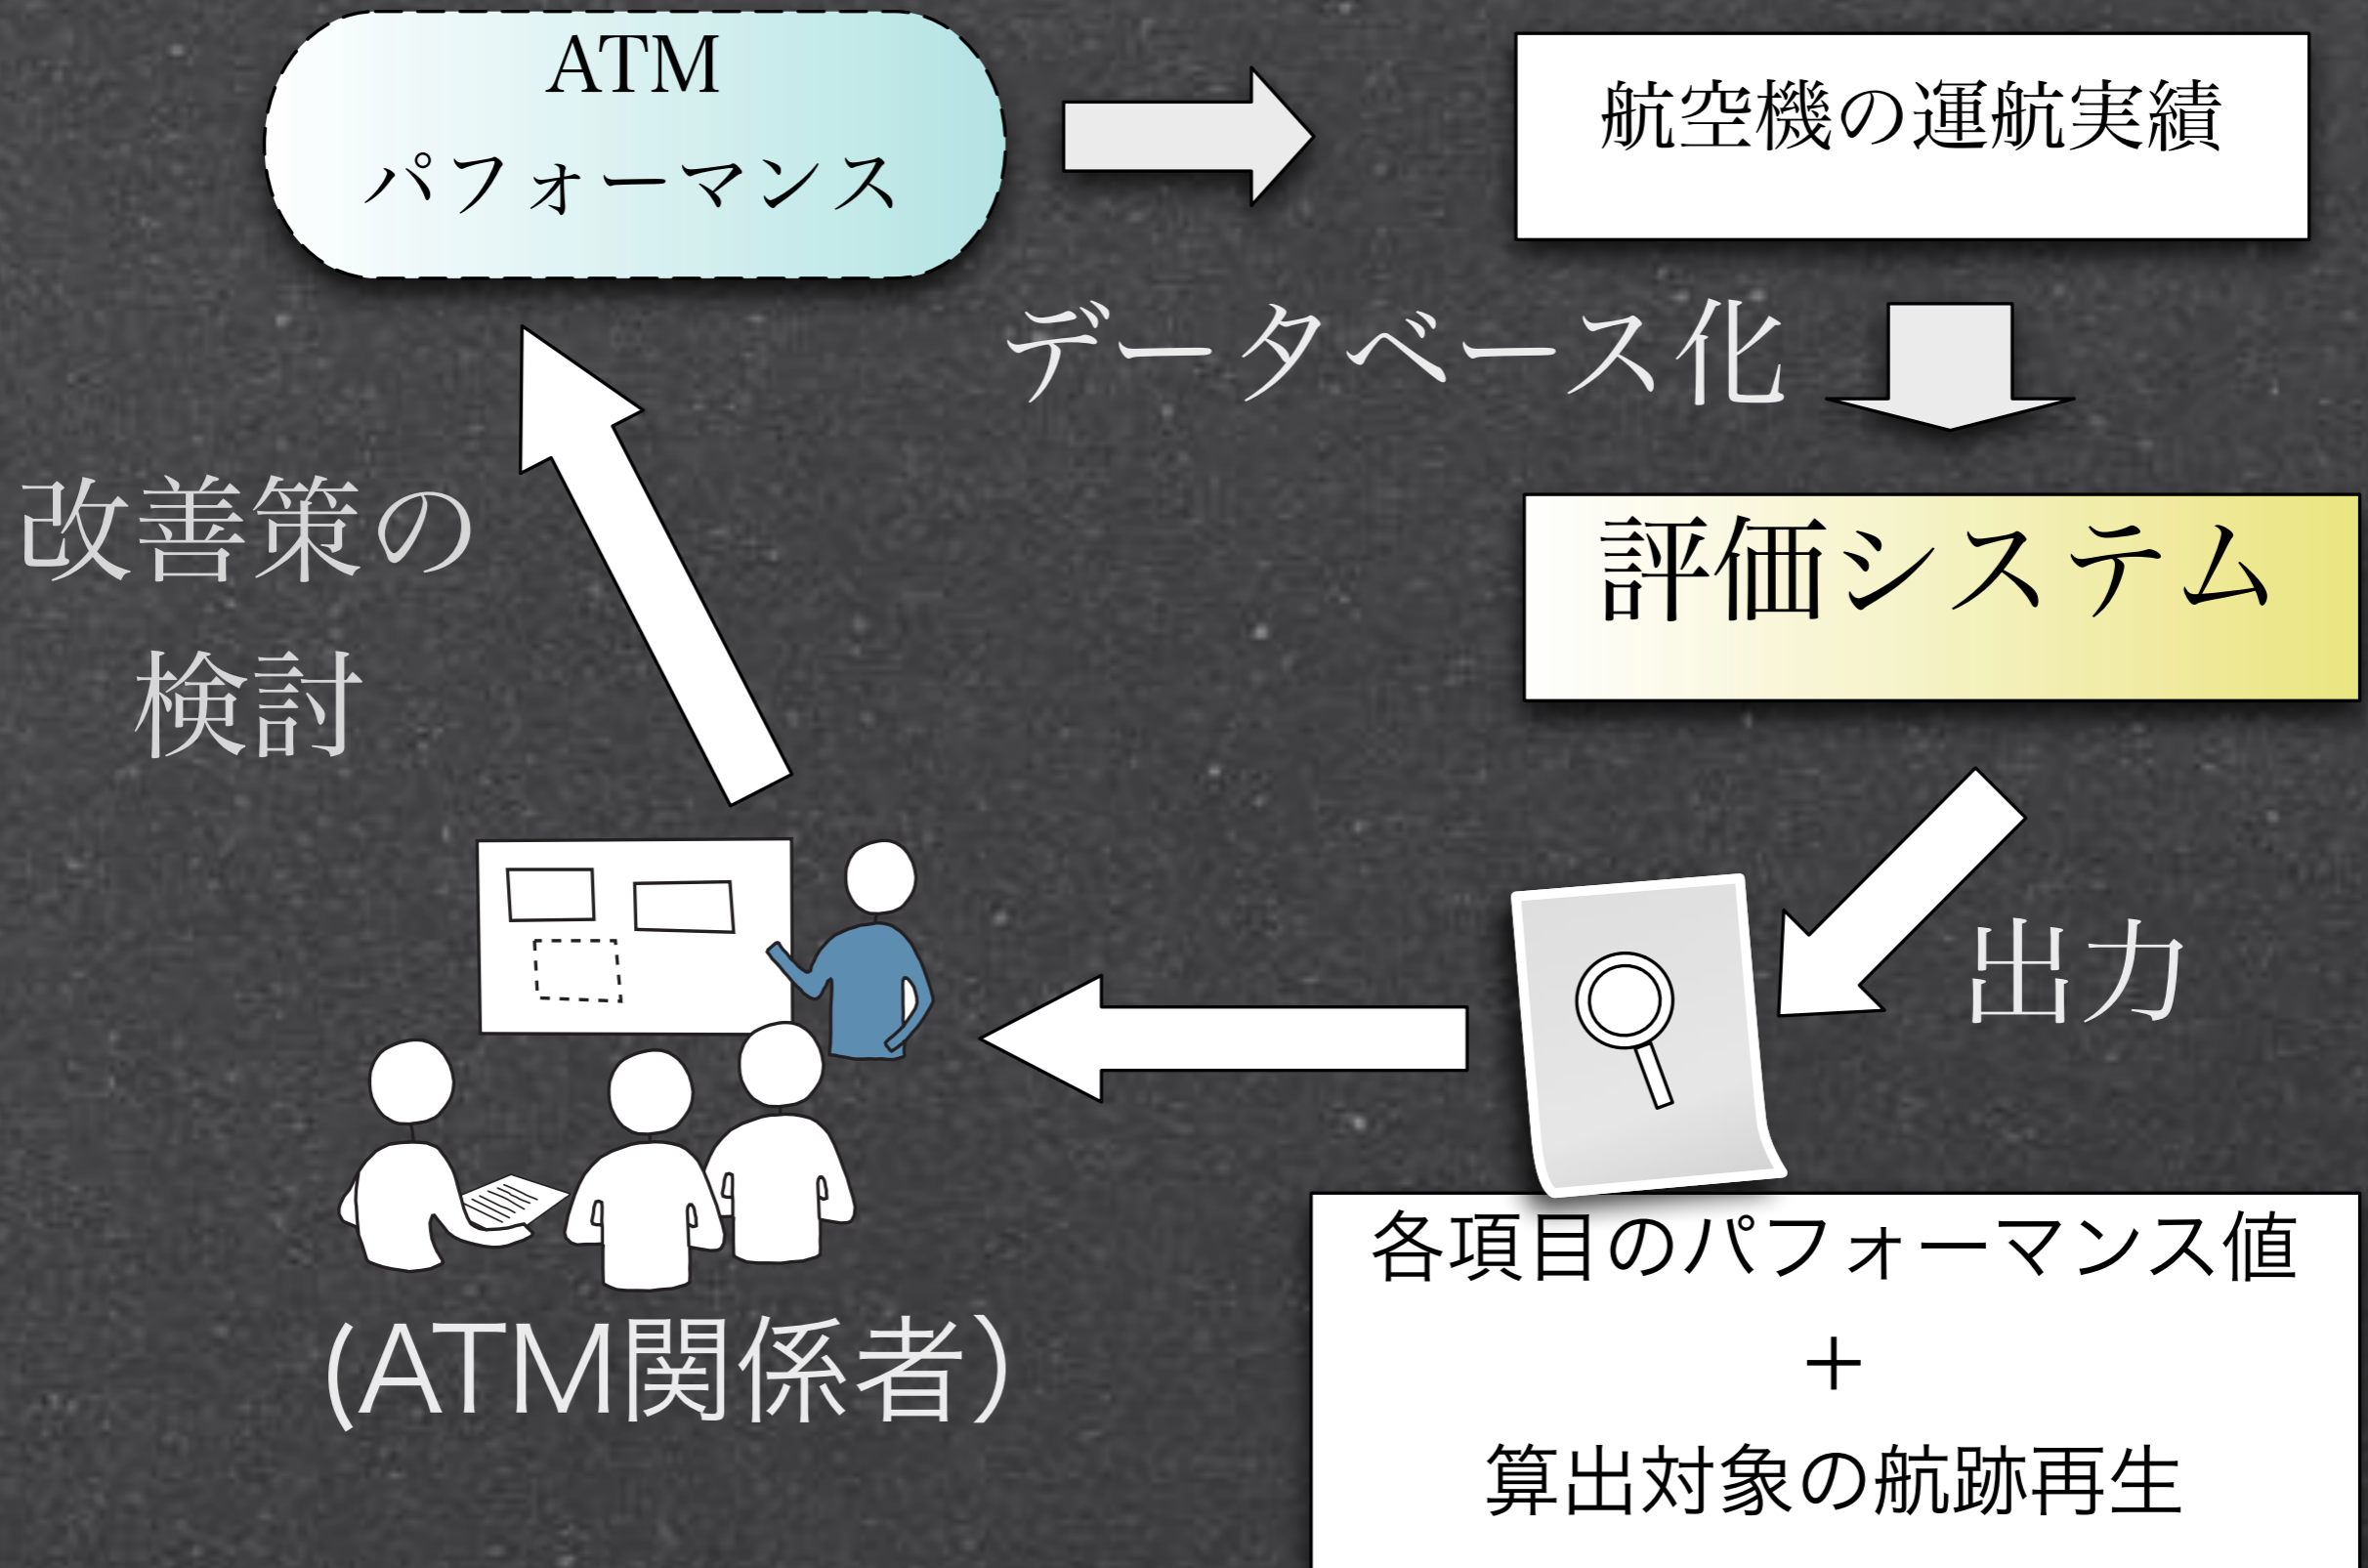 ATM
パフォーマンス
航空機の運航実績
データベース化
評価システム
出力
各項目のパフォーマンス値
+
算出対象の航跡再生
(ATM関係者）
改善策の
検討